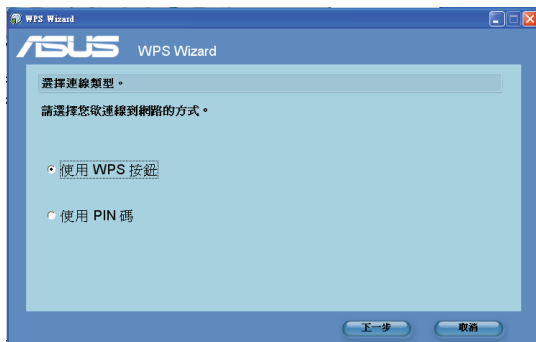 WPS Wizard
ASUS WPS Wizard
選擇連線類型。
請選擇您欲連線到網路的方式。
使用 WPS 按鈕
使用 PIN 碼
下一步 取消